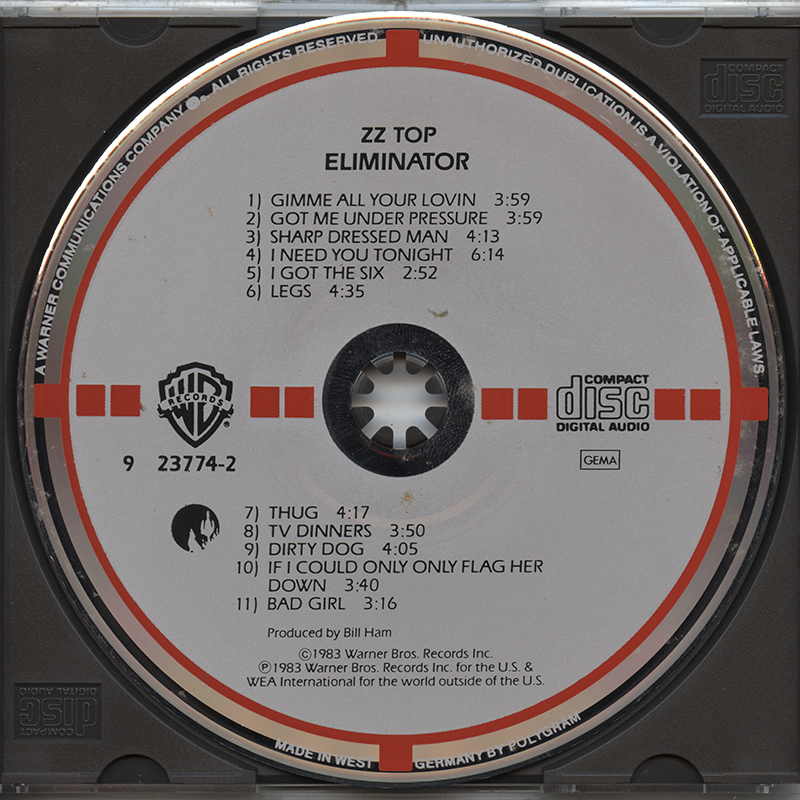 A WARNER COMMUNICATIONS COMPANY ALL RIGHTS RESERVED UNAUTHORIZED DUPLICATION IS A VIOLATION OF APPLICABLE LAWS
COMPACT
disc
DIGITAL AUDIO
ZZ TOP
ELIMINATOR
1) GIMME ALL YOUR LOVIN 3:59
2) GOT ME UNDER PRESSURE 3:59
3) SHARP DRESSED MAN 4:13
4) I NEED YOU TONIGHT 6:14
5) I GOT THE SIX 2:52
6) LEGS 4:35
WB
RECORDS
®
COMPACT
disc
DIGITAL AUDIO
9 23774-2
GEMA
7) THUG 4:17
8) TV DINNERS 3:50
9) DIRTY DOG 4:05
10) IF I COULD ONLY ONLY FLAG HER
DOWN 3:40
11) BAD GIRL 3:16
Produced by Bill Ham
©1983 Warner Bros. Records Inc.
℗1983 Warner Bros. Records Inc. for the U.S. &
WEA International for the world outside of the U.S.
COMPACT
disc
DIGITAL AUDIO
MADE IN WEST GERMANY BY POLYGRAM